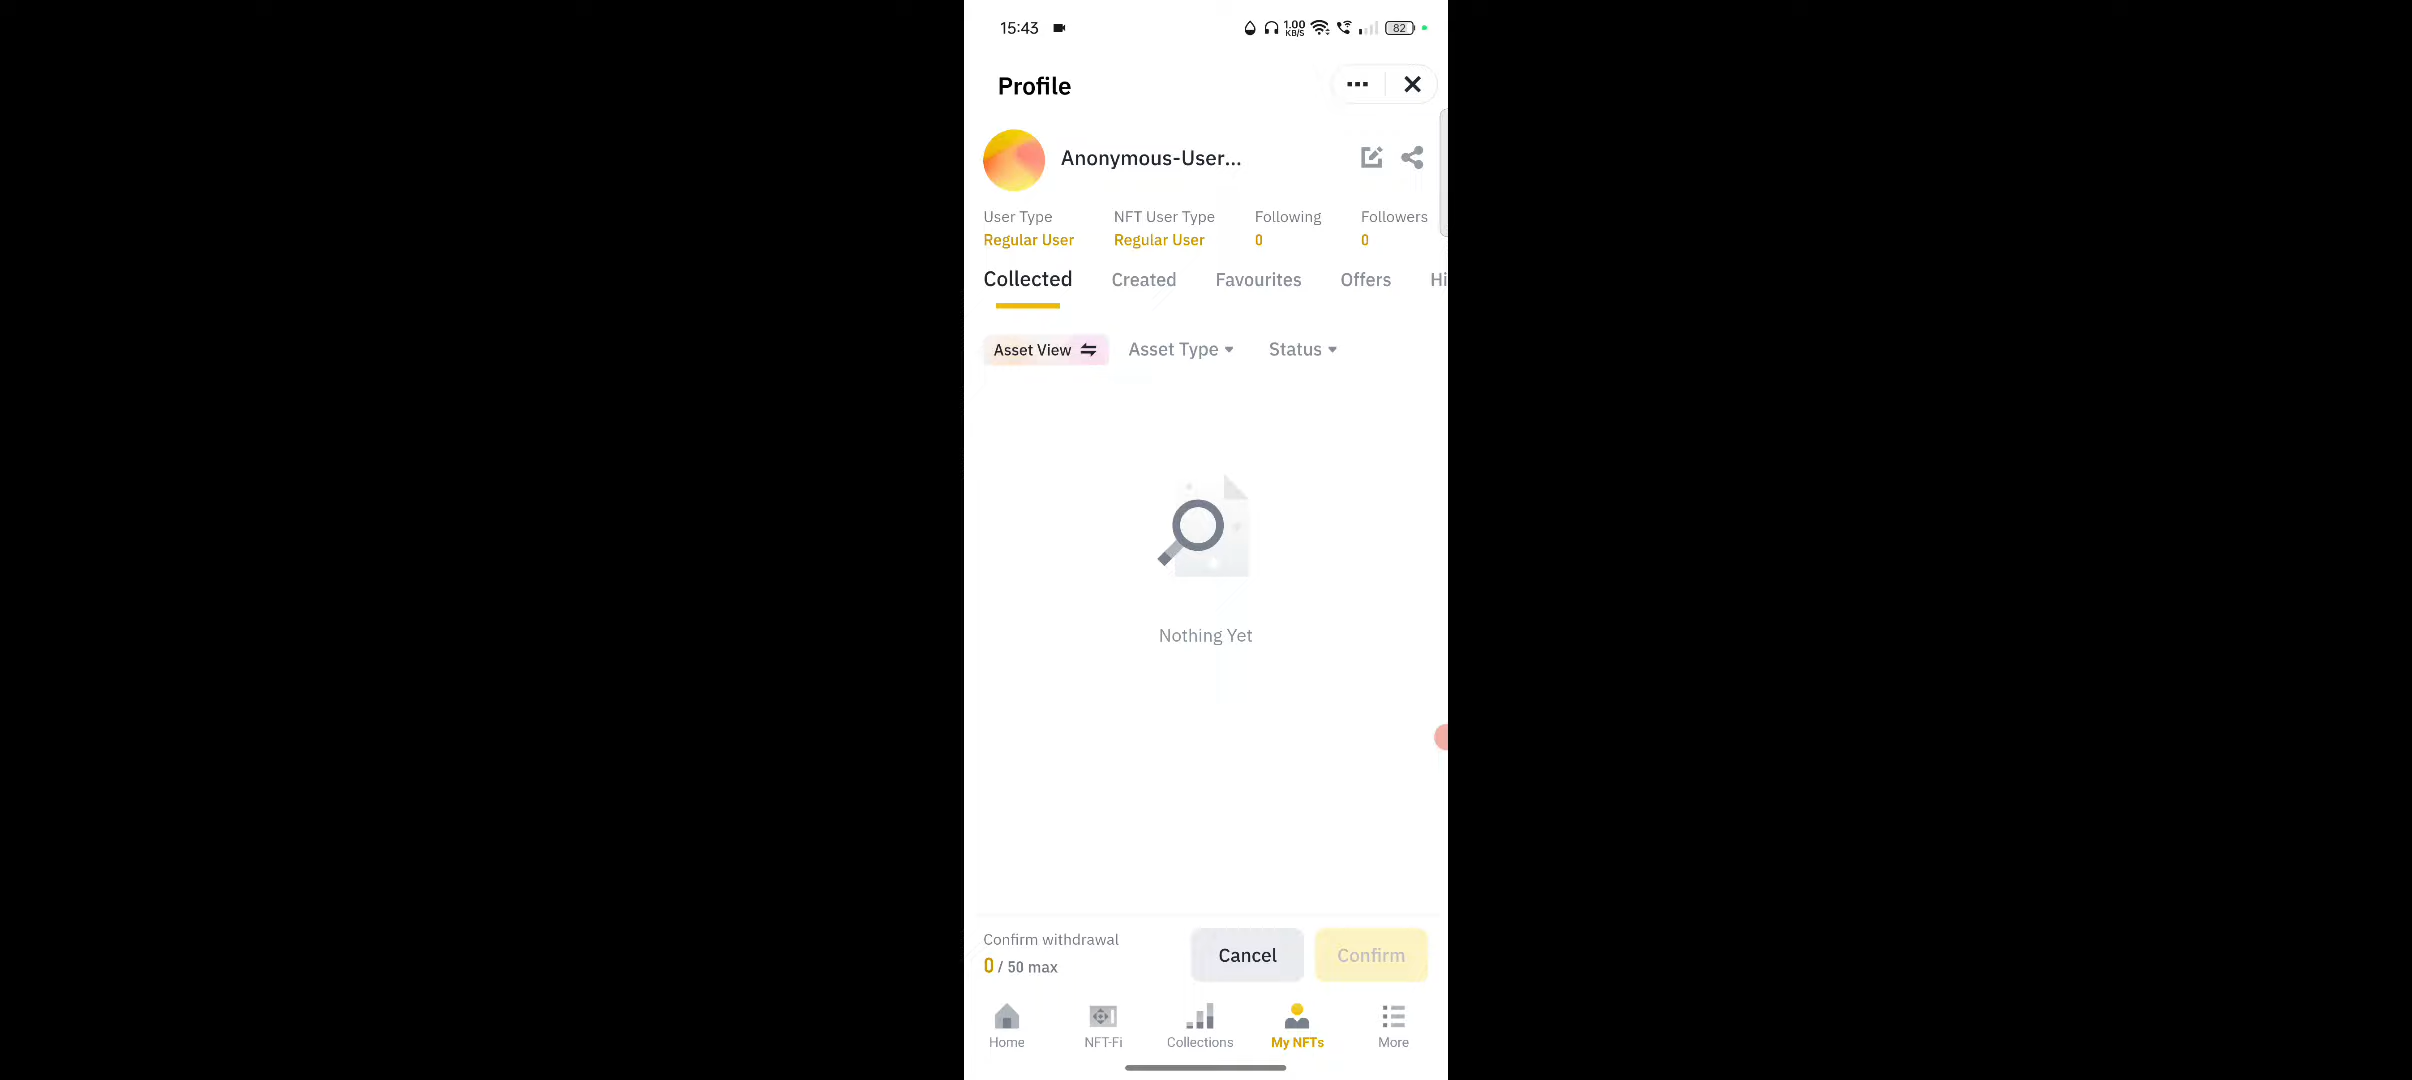 15:43
1.00
KB/S
82
Profile
Anonymous-User...
User Type
NFT User Type
Following
Followers
Regular User
Regular User
0
0
Collected
Created
Favourites
Offers
Hi
Asset View
Asset Type
Status
Nothing Yet
Confirm withdrawal
0 / 50 max
Cancel
Confirm
Home
NFT-Fi
Collections
My NFTs
More